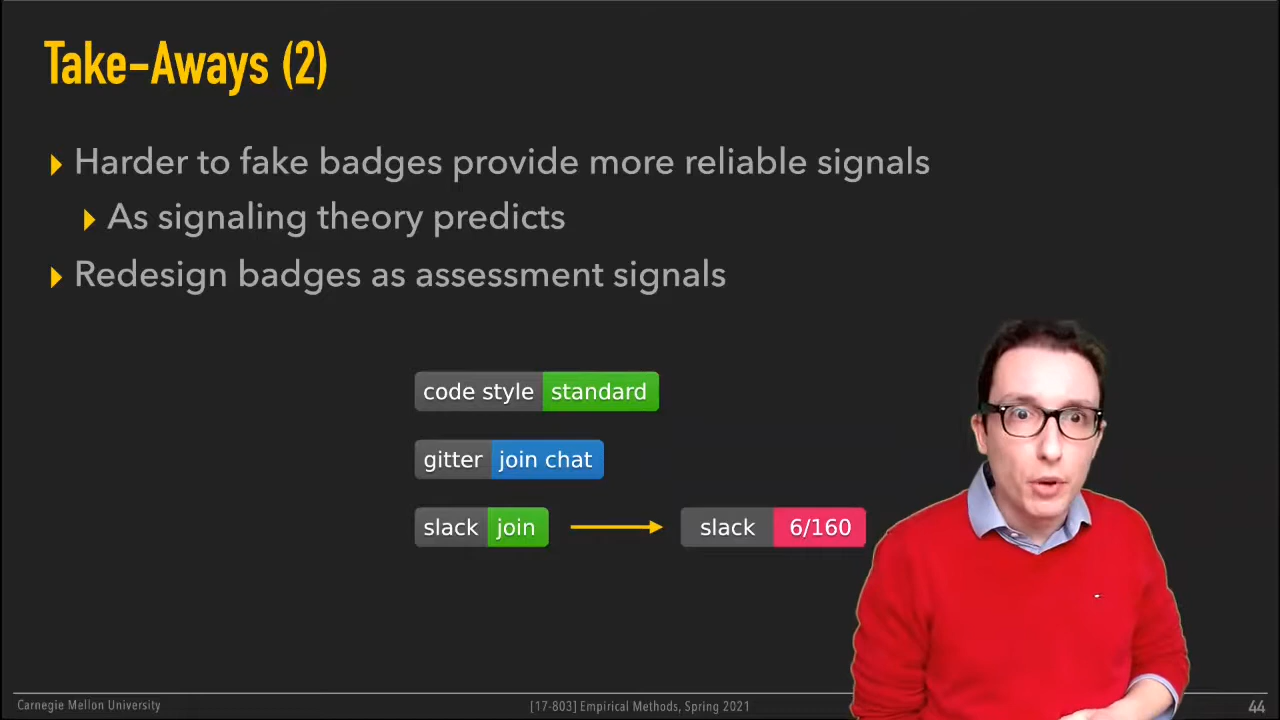 Take-Aways (2)
Harder to fake badges provide more reliable signals
As signaling theory predicts
Redesign badges as assessment signals
code style standard
gitter join chat
slack join slack 6/160
Carnegie Mellon University [17-803] Empirical Methods, Spring 2021 44